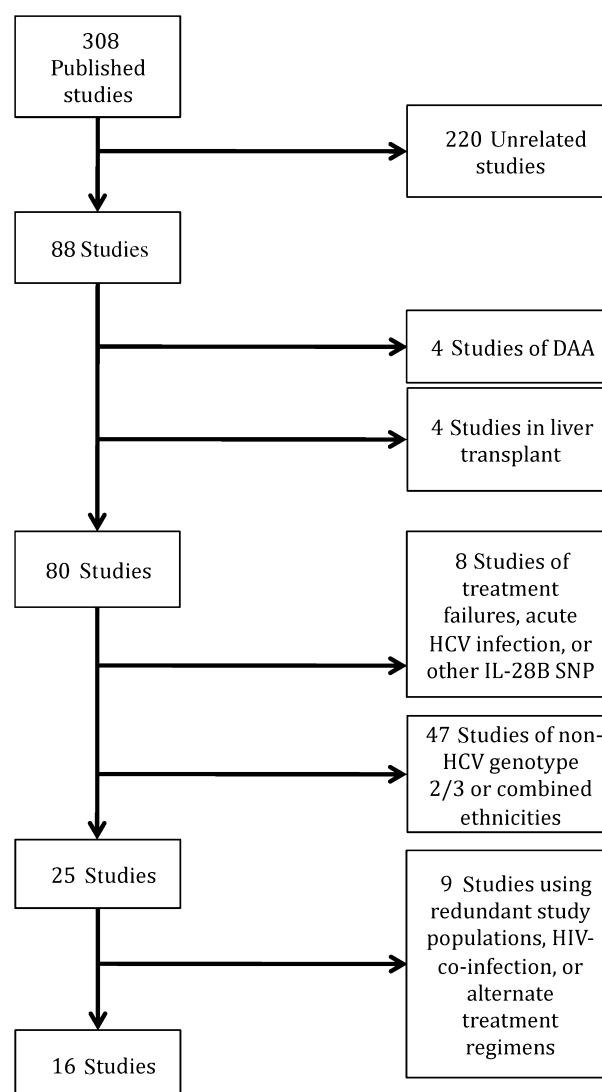 308
Published
studies
220 Unrelated
studies
88 Studies
4 Studies of DAA
4 Studies in liver
transplant
80 Studies
8 Studies of
treatment
failures, acute
HCV infection, or
other IL-28B SNP
47 Studies of non-
HCV genotype
2/3 or combined
ethnicities
25 Studies
9 Studies using
redundant study
populations, HIV-
co-infection, or
alternate
treatment
regimens
16 Studies